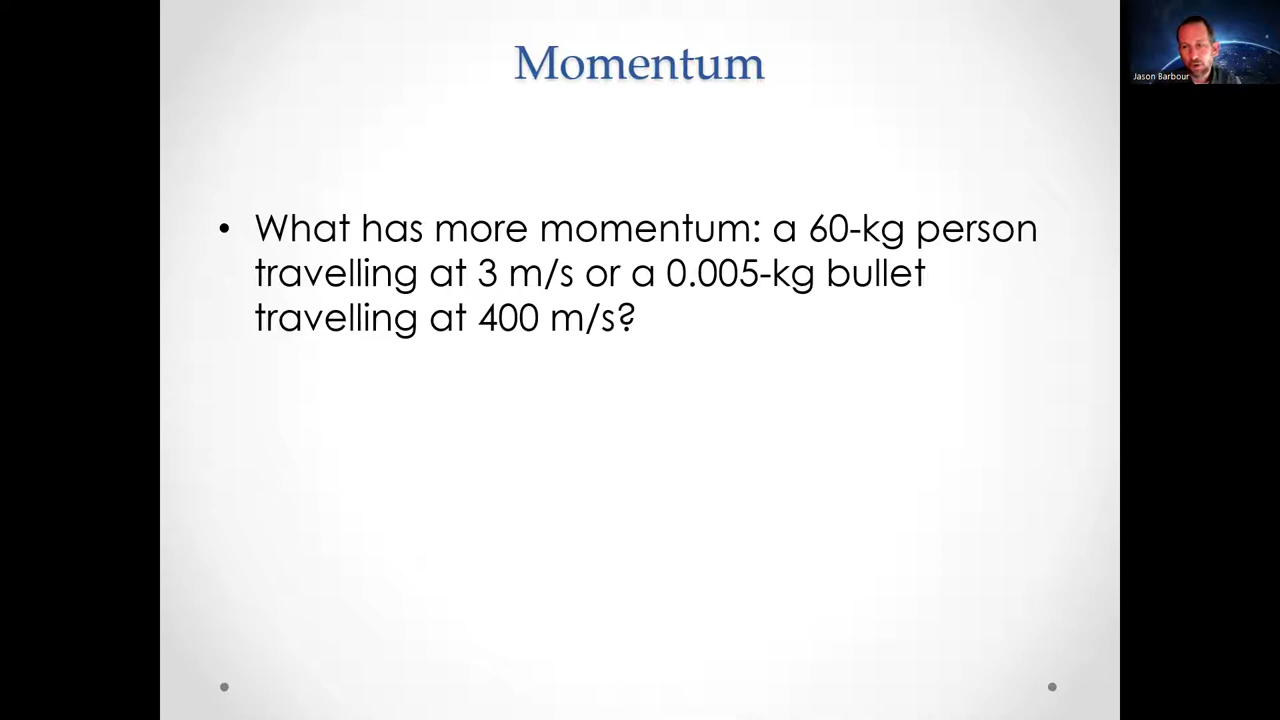 Momentum
Jason Barbour
• What has more momentum: a 60-kg person
travelling at 3 m/s or a 0.005-kg bullet
travelling at 400 m/s?